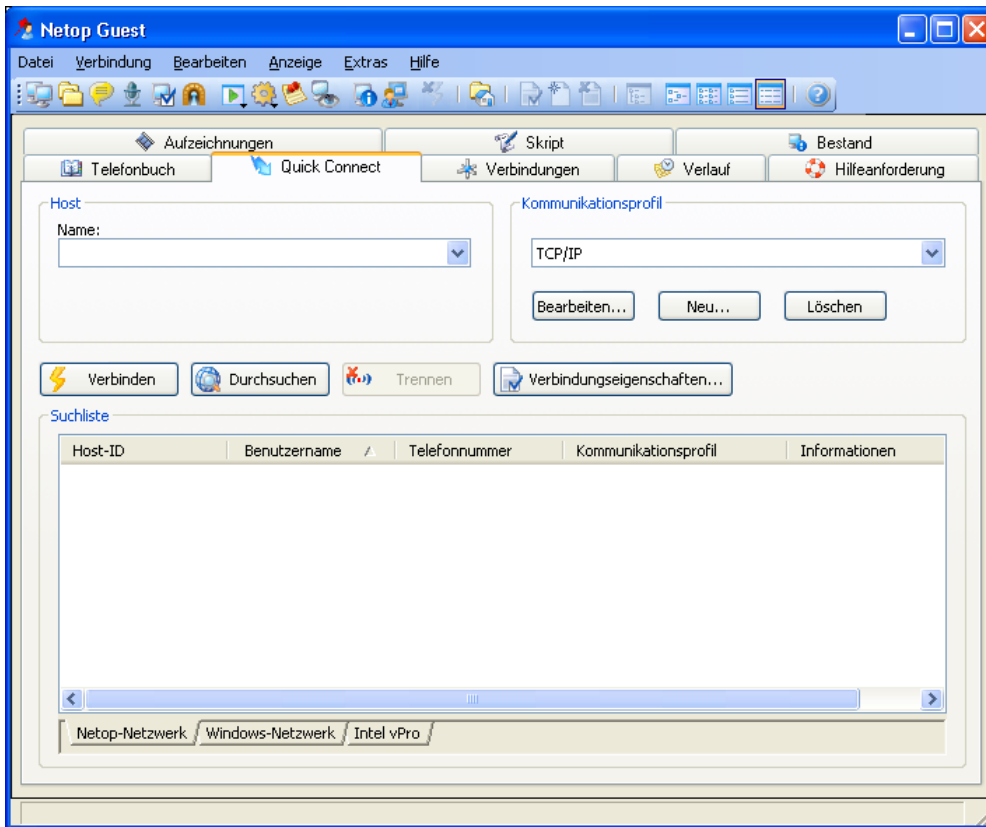 Netop Guest
Datei Verbindung Bearbeiten Anzeige Extras Hilfe
Aufzeichnungen Skript Bestand
Telefonbuch Quick Connect Verbindungen Verlauf Hilfeanforderung
Host Kommunikationsprofil
Name:
TCP/IP
Bearbeiten... Neu... Löschen
Verbinden Durchsuchen Trennen Verbindungseigenschaften...
Suchliste
Host-ID Benutzername Telefonnummer Kommunikationsprofil Informationen
Netop-Netzwerk Windows-Netzwerk Intel vPro